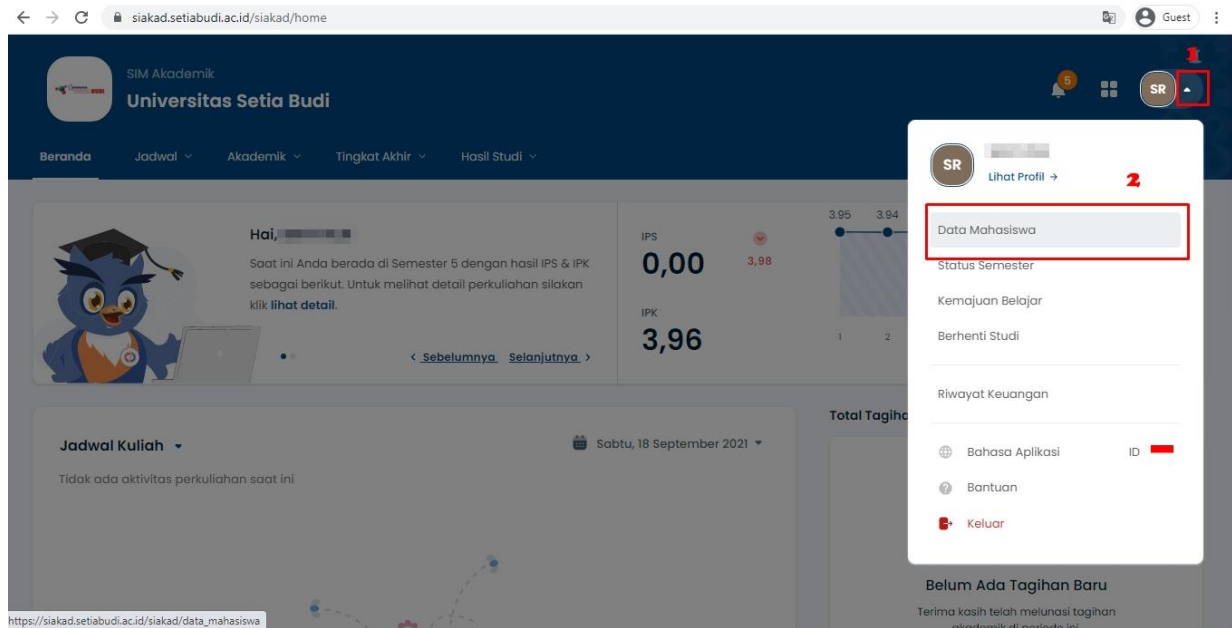 siakad.setiabudi.ac.id/siakad/home
Guest
1
SIM Akademik
Universitas Setia Budi
5
SR
Beranda Jadwal Akademik Tingkat Akhir Hasil Studi
SR
Lihat Profil →
2
Data Mahasiswa
Status Semester
Kemajuan Belajar
Berhenti Studi
Riwayat Keuangan
Bahasa Aplikasi ID
Bantuan
Keluar
Hai,
Saat ini Anda berada di Semester 5 dengan hasil IPS & IPK
sebagai berikut. Untuk melihat detail perkuliahan silakan
klik lihat detail.
< Sebelumnya Selanjutnya >
IPS
0,00 3,98
IPK
3,96
3.95 3.94
1 2
Jadwal Kuliah
Sabtu, 18 September 2021
Tidak ada aktivitas perkuliahan saat ini
Total Tagiha
Belum Ada Tagihan Baru
Terima kasih telah melunasi tagihan
akademik di periode ini
https://siakad.setiabudi.ac.id/siakad/data_mahasiswa